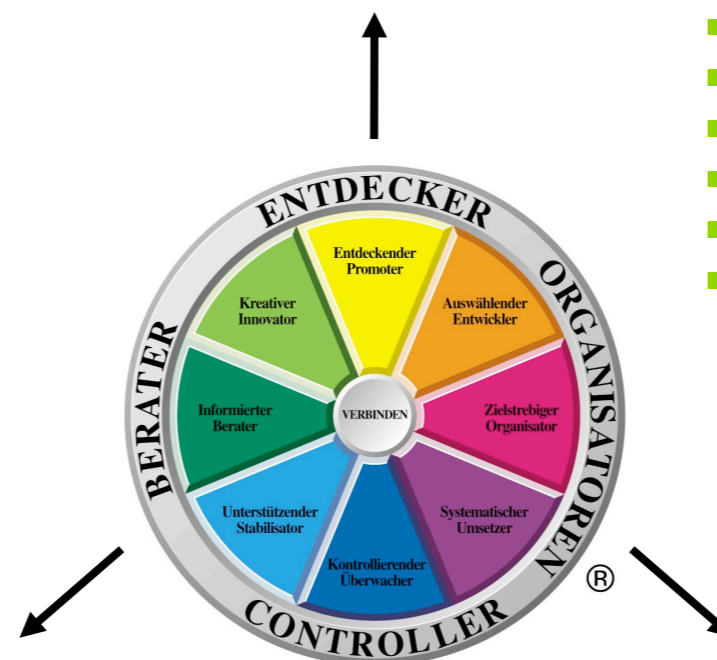 ENTDECKER
ORGANISATOREN
BERATER
CONTROLLER
Entdeckender
Promoter
Auswählender
Entwickler
Zielstrebiger
Organisator
Systematischer
Umsetzer
Kontrollierender
Überwacher
Unterstützender
Stabilisator
Informierter
Berater
Kreativer
Innovator
VERBINDEN
®